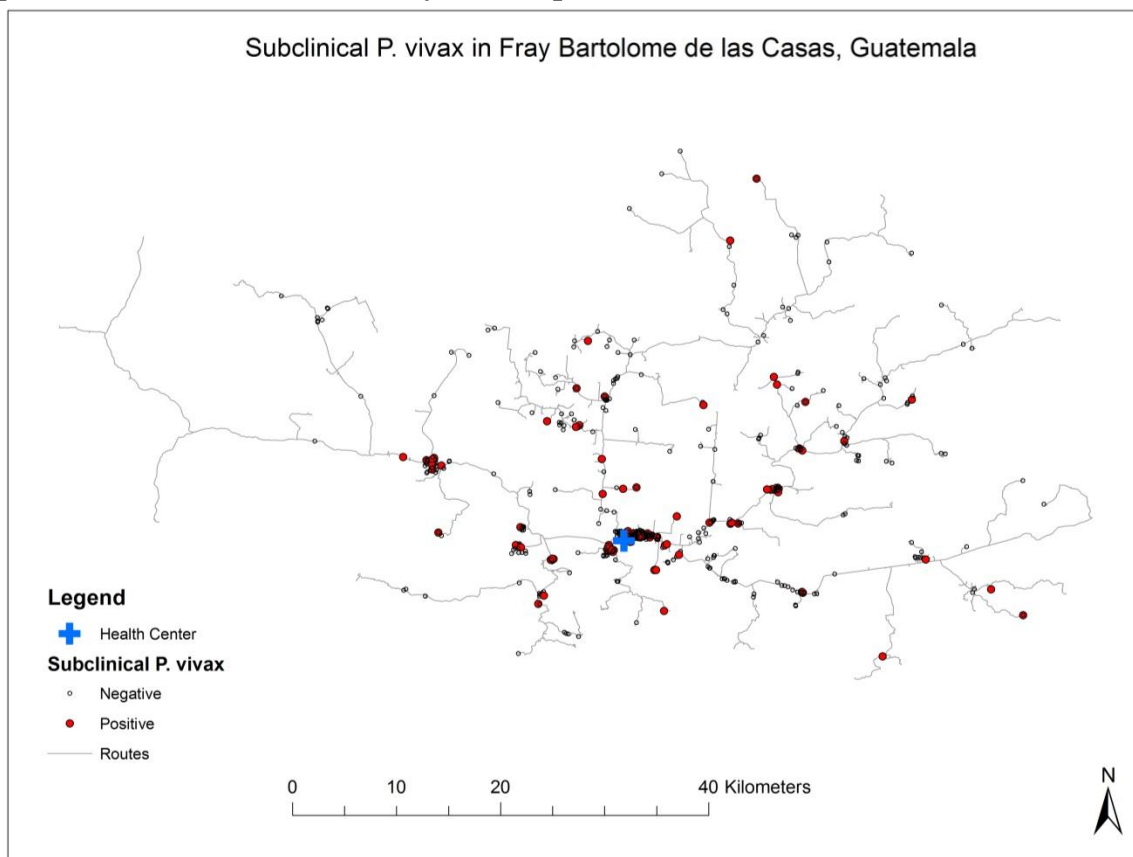 Subclinical P. vivax in Fray Bartolome de las Casas, Guatemala
Legend
Health Center
Subclinical P. vivax
Negative
Positive
Routes
0 10 20 40 Kilometers
N